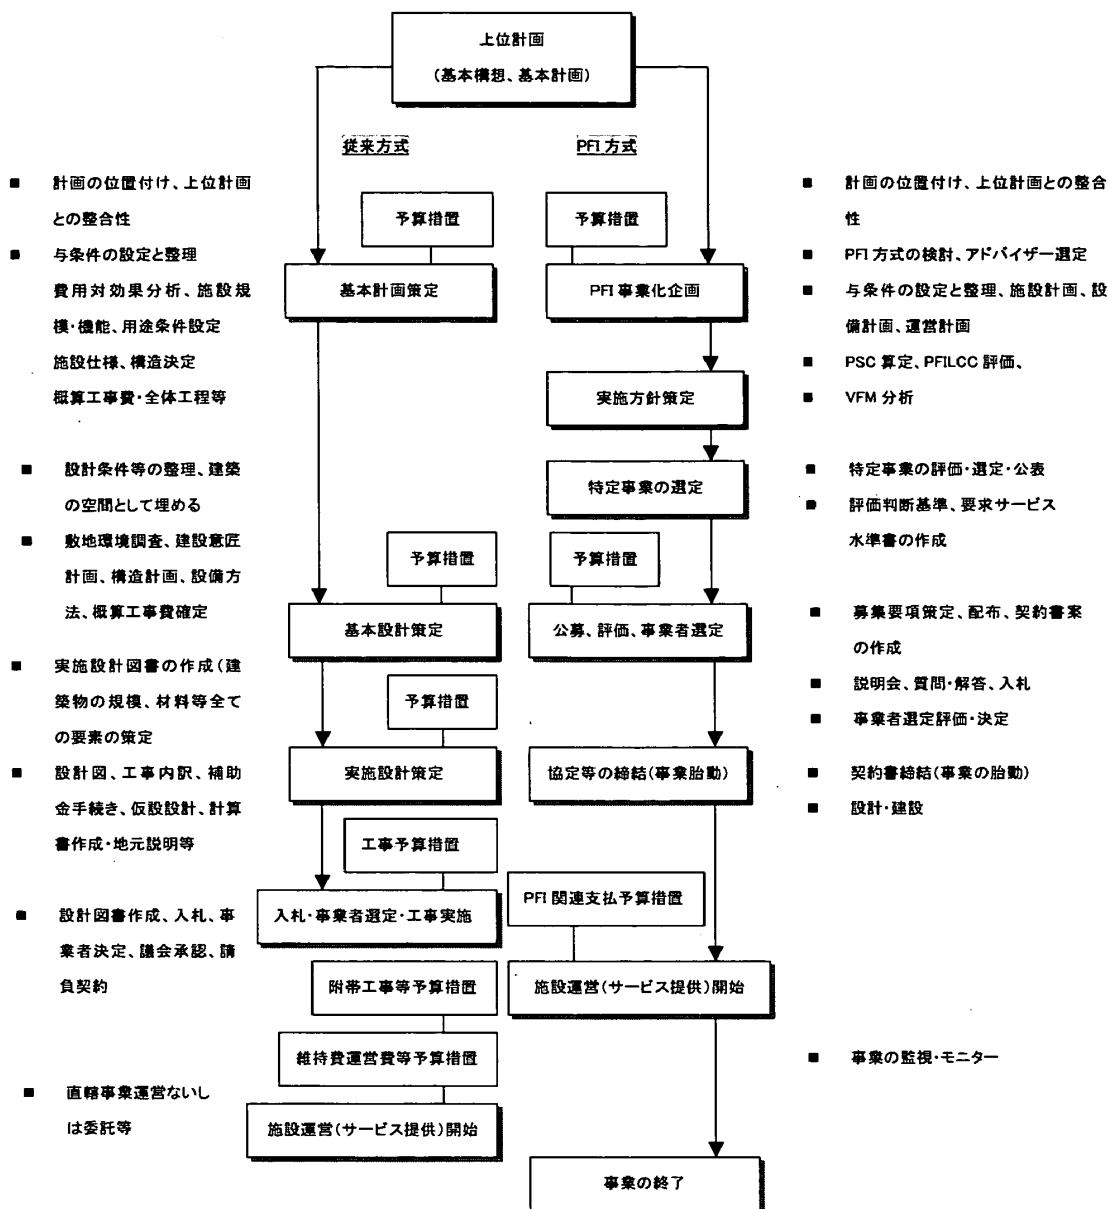 上位計画
(基本構想、基本計画)
従来方式
PFI 方式
■ 計画の位置付け、上位計画
との整合性
■ 与条件の設定と整理
費用対効果分析、施設規
模・機能、用途条件設定
施設仕様、構造決定
概算工事費・全体工程等
■ 設計条件等の整理、建築
の空間として埋める
■ 敷地環境調査、建設意匠
計画、構造計画、設備方
法、概算工事費確定
■ 実施設計図書の作成(建
築物の規模、材料等全て
の要素の策定
■ 設計図、工事内訳、補助
金手続き、仮設設計、計算
書作成・地元説明等
■ 設計図書作成、入札、事
業者決定、議会承認、請
負契約
■ 直轄事業運営ないし
は委託等
予算措置
基本計画策定
予算措置
基本設計策定
予算措置
実施設計策定
工事予算措置
入札・事業者選定・工事実施
附帯工事等予算措置
維持費運営費等予算措置
施設運営(サービス提供)開始
予算措置
PFI 事業化企画
実施方針策定
特定事業の選定
予算措置
公募、評価、事業者選定
協定等の締結(事業胎動)
PFI 関連支払予算措置
施設運営(サービス提供)開始
事業の終了
■ 計画の位置付け、上位計画との整合
性
■ PFI 方式の検討、アドバイザー選定
■ 与条件の設定と整理、施設計画、設
備計画、運営計画
■ PSC 算定、PFILCC 評価、
■ VFM 分析
■ 特定事業の評価・選定・公表
■ 評価判断基準、要求サービス
水準書の作成
■ 募集要項策定、配布、契約書案
の作成
■ 説明会、質問・解答、入札
■ 事業者選定評価・決定
■ 契約書締結(事業の胎動)
■ 設計・建設
■ 事業の監視・モニター